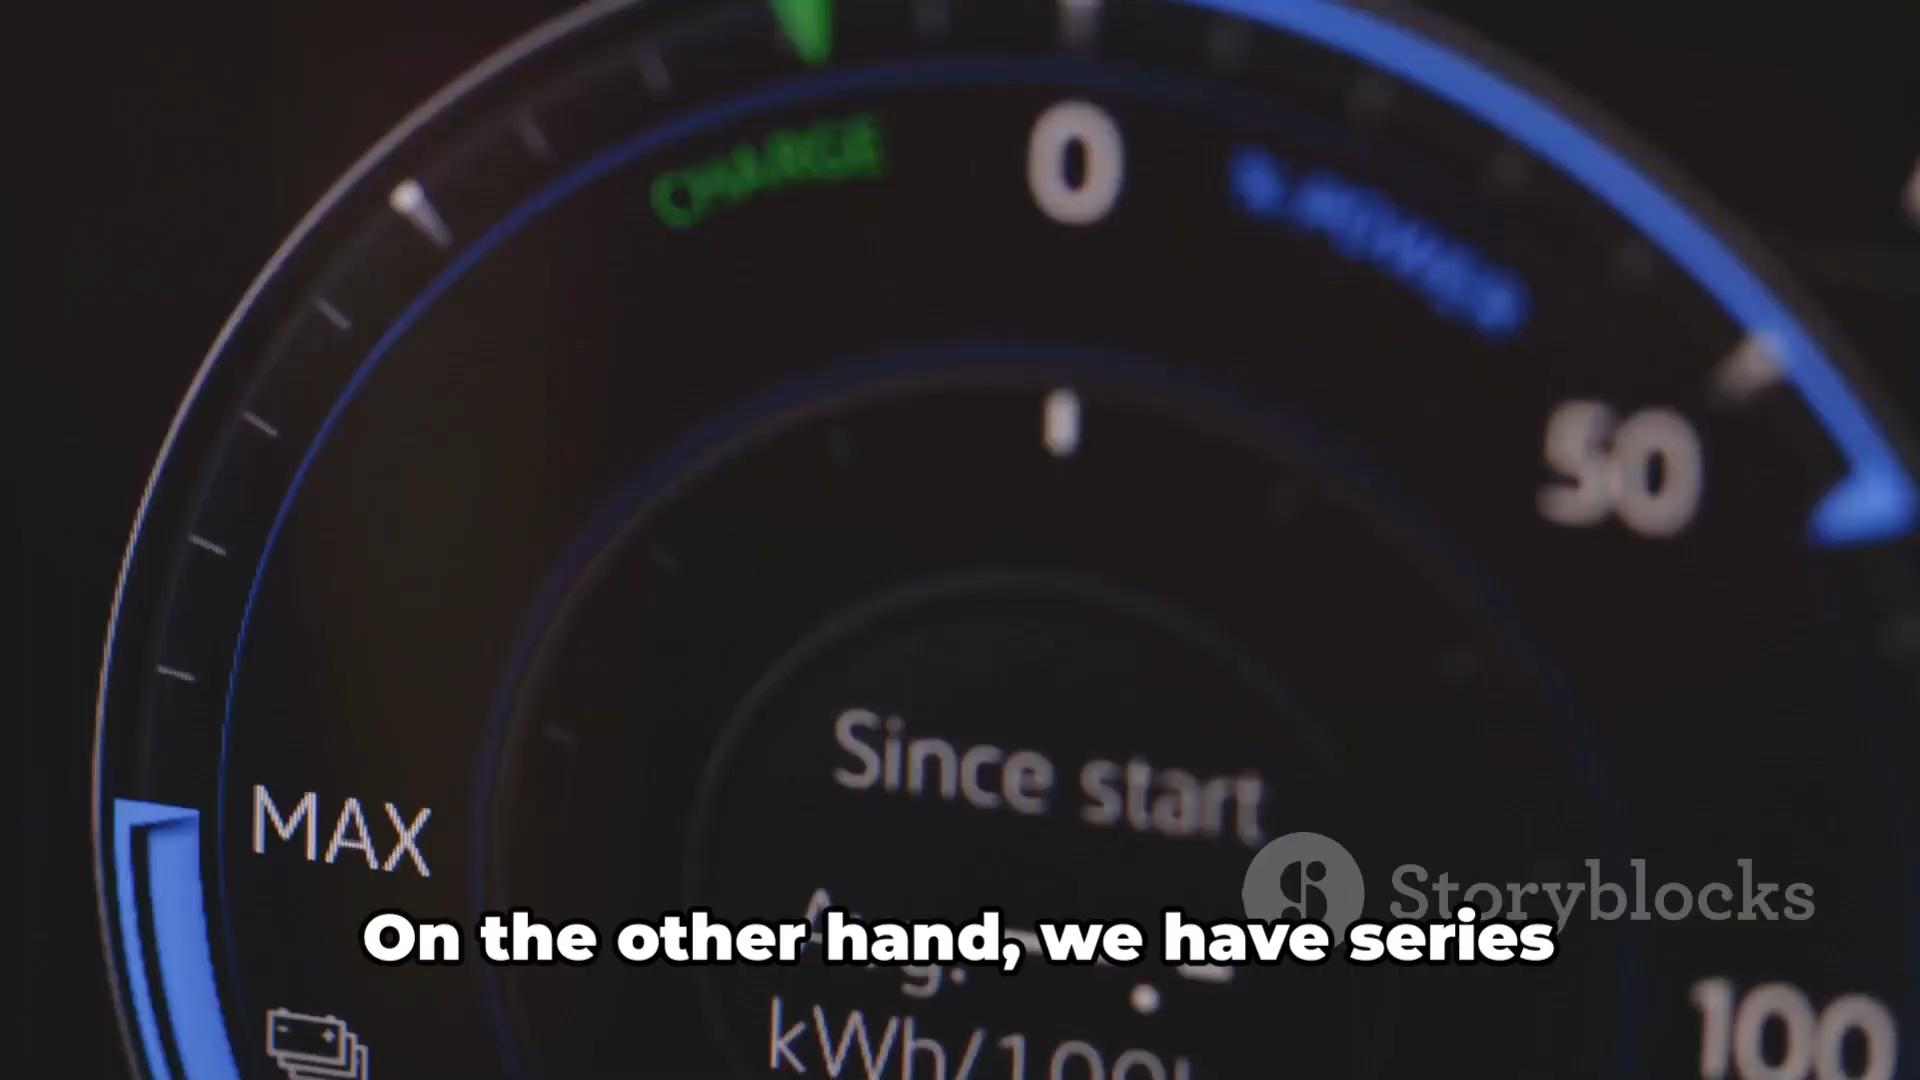 CHARGE
0
50
Since start
MAX
Storyblocks
On the other hand, we have series
100